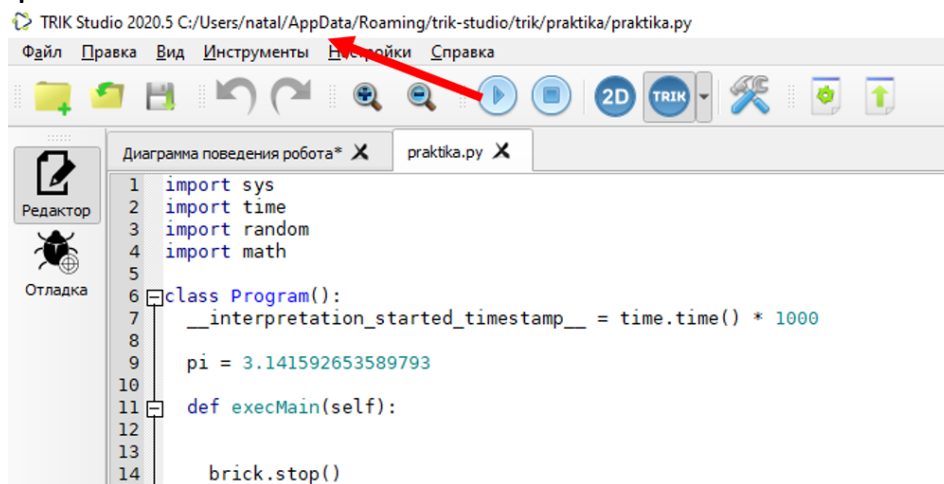 TRIK Studio 2020.5 C:/Users/natal/AppData/Roaming/trik-studio/trik/praktika/praktika.py
Файл Правка Вид Инструменты Настройки Справка
2D TRIK
Диаграмма поведения робота* X praktika.py X
Редактор
Отладка
1 import sys
2 import time
3 import random
4 import math
5
6 class Program():
7 __interpretation_started_timestamp__ = time.time() * 1000
8
9 pi = 3.141592653589793
10
11 def execMain(self):
12
13
14 brick.stop()